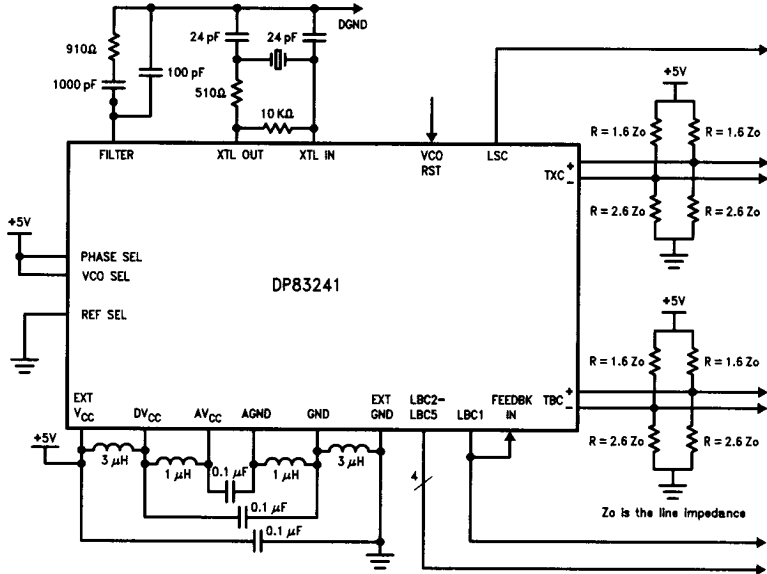 DGND
24 pF
24 pF
910Ω
1000 pF
100 pF
510Ω
10 KΩ
+5V
R = 1.6 Zo
R = 1.6 Zo
FILTER
XTL OUT
XTL IN
VCO
RST
LSC
TXC
+
−
R = 2.6 Zo
R = 2.6 Zo
+5V
PHASE SEL
VCO SEL
DP83241
REF SEL
+5V
R = 1.6 Zo
R = 1.6 Zo
EXT
VCC
DVCC
AVCC
AGND
GND
EXT
GND
LBC2–
LBC5
LBC1
FEEDBK
IN
TBC
+
−
R = 2.6 Zo
R = 2.6 Zo
+5V
3 μH
1 μH
0.1 μF
1 μH
3 μH
0.1 μF
0.1 μF
4
Zo is the line impedance